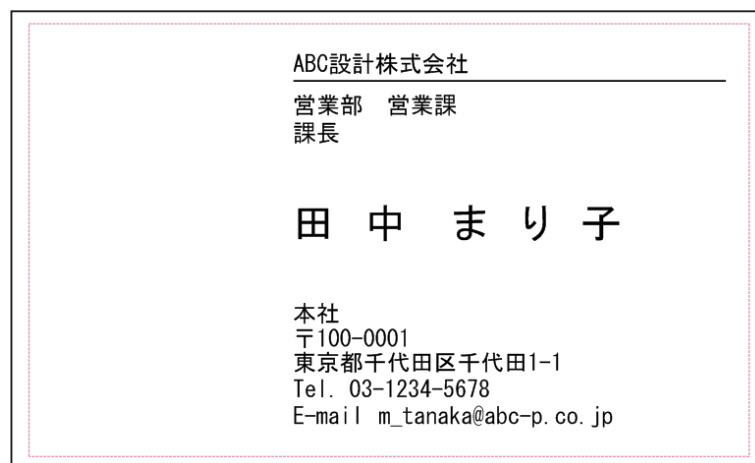 ABC設計株式会社
営業部　営業課
課長
田 中 ま り 子
本社
〒100-0001
東京都千代田区千代田1-1
Tel. 03-1234-5678
E-mail m_tanaka@abc-p.co.jp